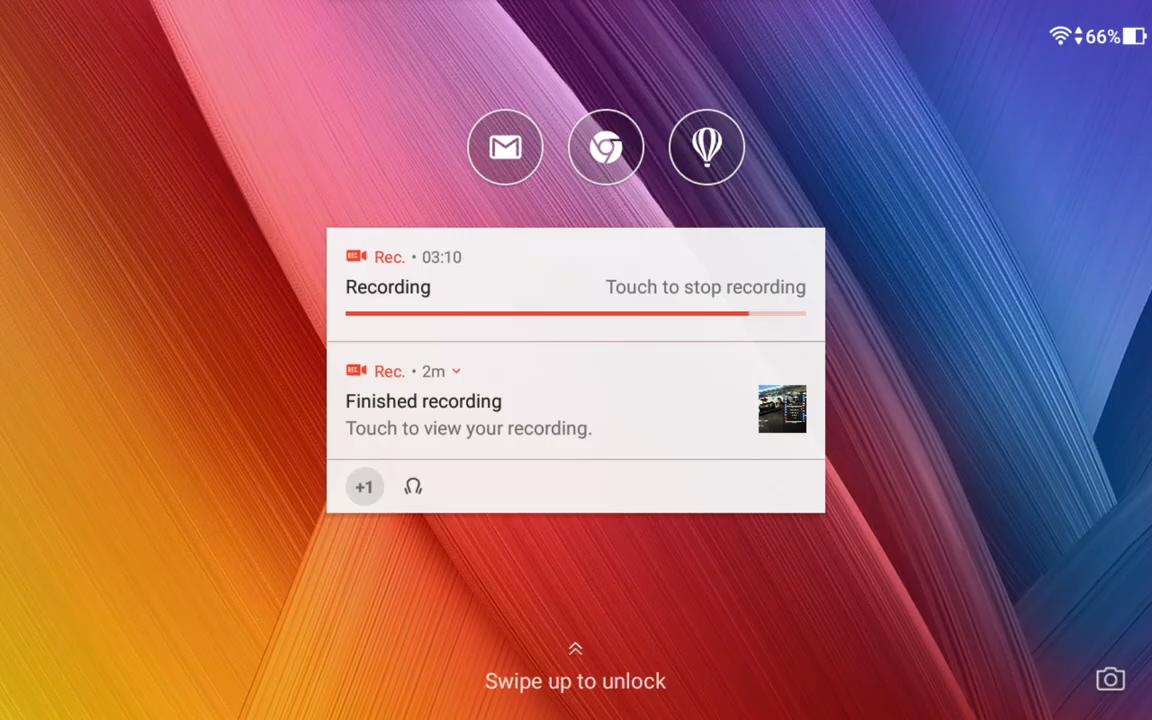 66%
Rec. • 03:10
Recording Touch to stop recording
Rec. • 2m
Finished recording
Touch to view your recording.
+1
Swipe up to unlock